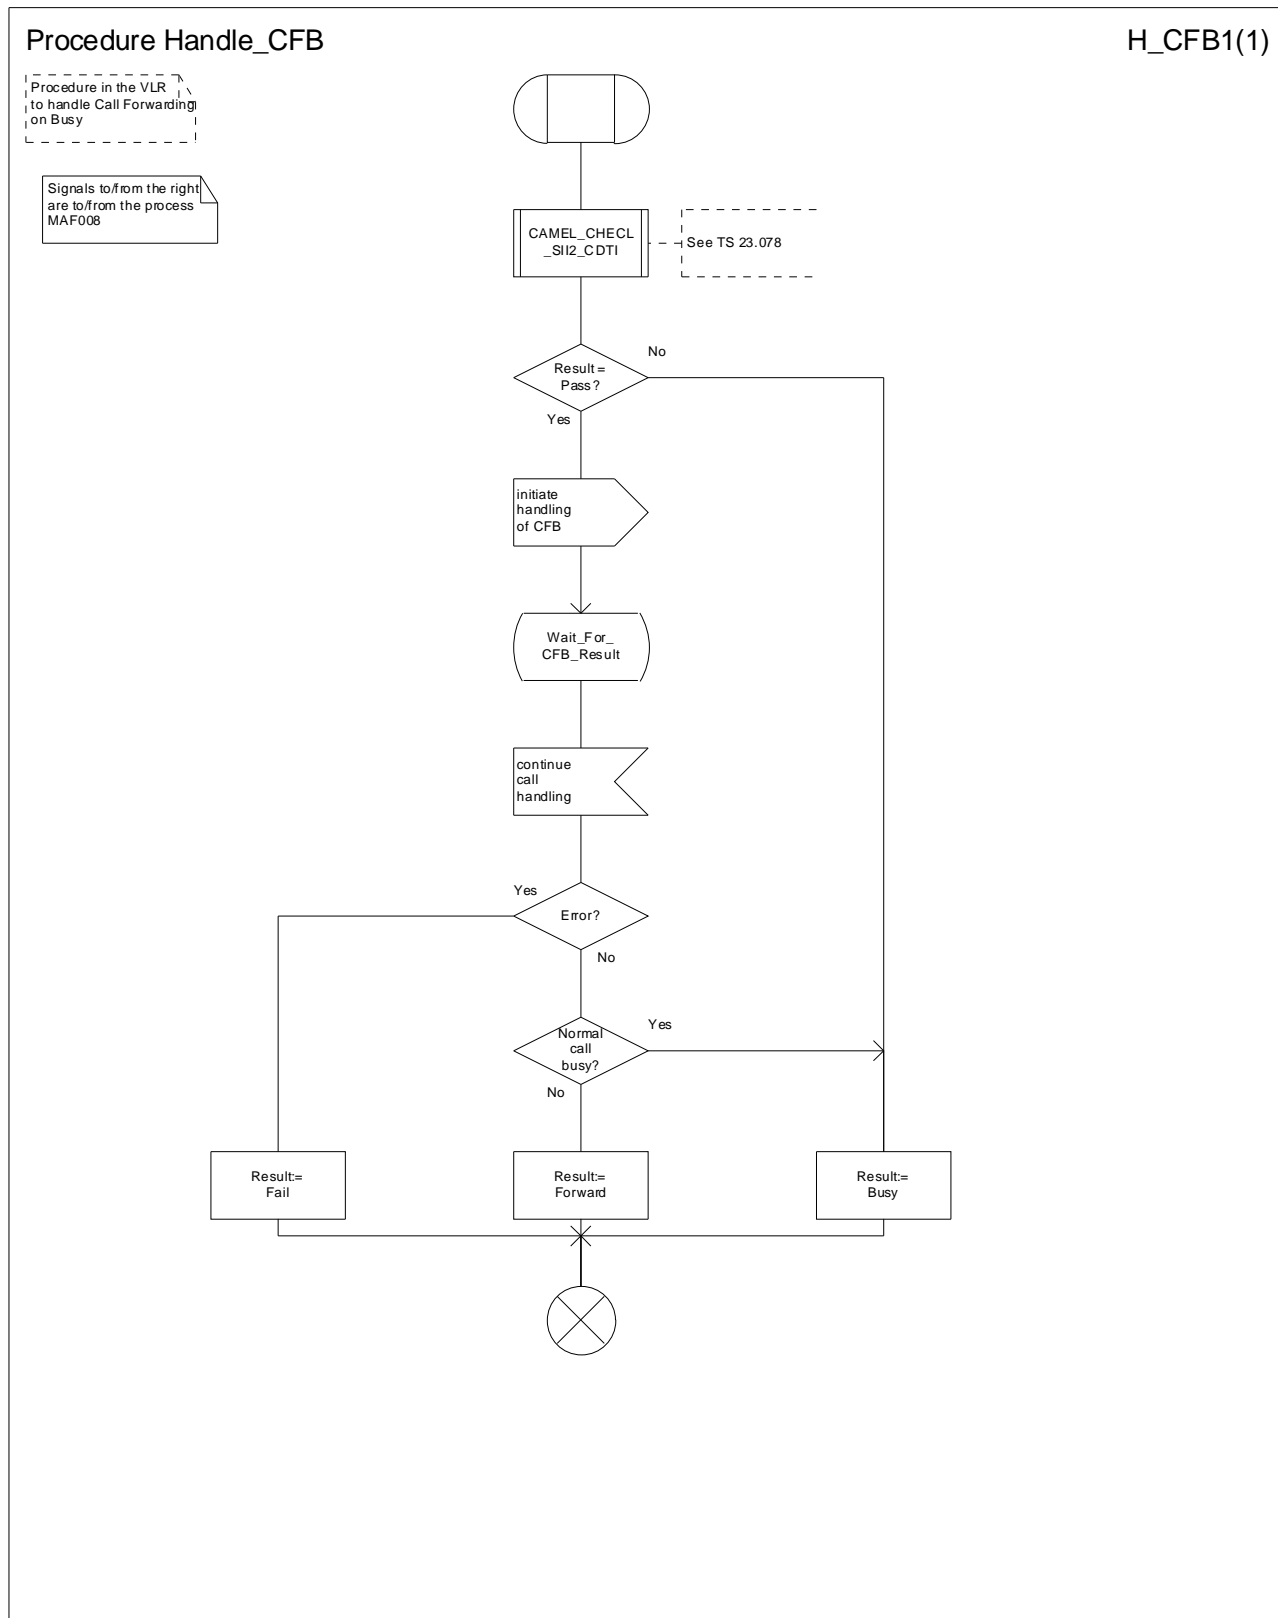 Procedure Handle_CFB
H_CFB1(1)
Procedure in the VLR
to handle Call Forwarding
on Busy
Signals to/from the right
are to/from the process
MAF008
CAMEL_CHECL
_SII2_CDTI
See TS 23.078
Result =
Pass?
No
Yes
initiate
handling
of CFB
Wait_For_
CFB_Result
continue
call
handling
Yes
Error?
No
Normal
call
busy?
Yes
No
Result:=
Fail
Result:=
Forward
Result:=
Busy